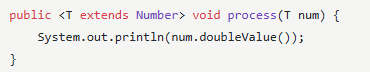 public <T extends Number> void process(T num) {
    System.out.println(num.doubleValue());
}